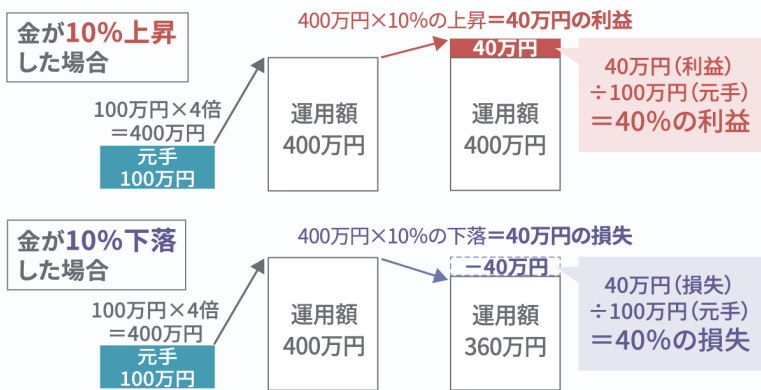 金が10%上昇
した場合
400万円×10%の上昇＝40万円の利益
100万円×4倍
＝400万円
元手
100万円
運用額
400万円
40万円
運用額
400万円
40万円（利益）
÷100万円（元手）
＝40%の利益
金が10%下落
した場合
400万円×10%の下落＝40万円の損失
100万円×4倍
＝400万円
元手
100万円
運用額
400万円
－40万円
運用額
360万円
40万円（損失）
÷100万円（元手）
＝40%の損失